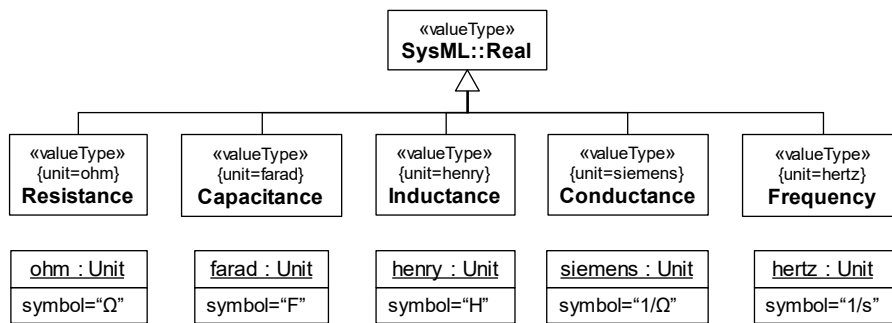 «valueType»
SysML::Real
«valueType»
{unit=ohm}
Resistance
«valueType»
{unit=farad}
Capacitance
«valueType»
{unit=henry}
Inductance
«valueType»
{unit=siemens}
Conductance
«valueType»
{unit=hertz}
Frequency
ohm : Unit
symbol=“Ω”
farad : Unit
symbol=“F”
henry : Unit
symbol=“H”
siemens : Unit
symbol=“1/Ω”
hertz : Unit
symbol=“1/s”